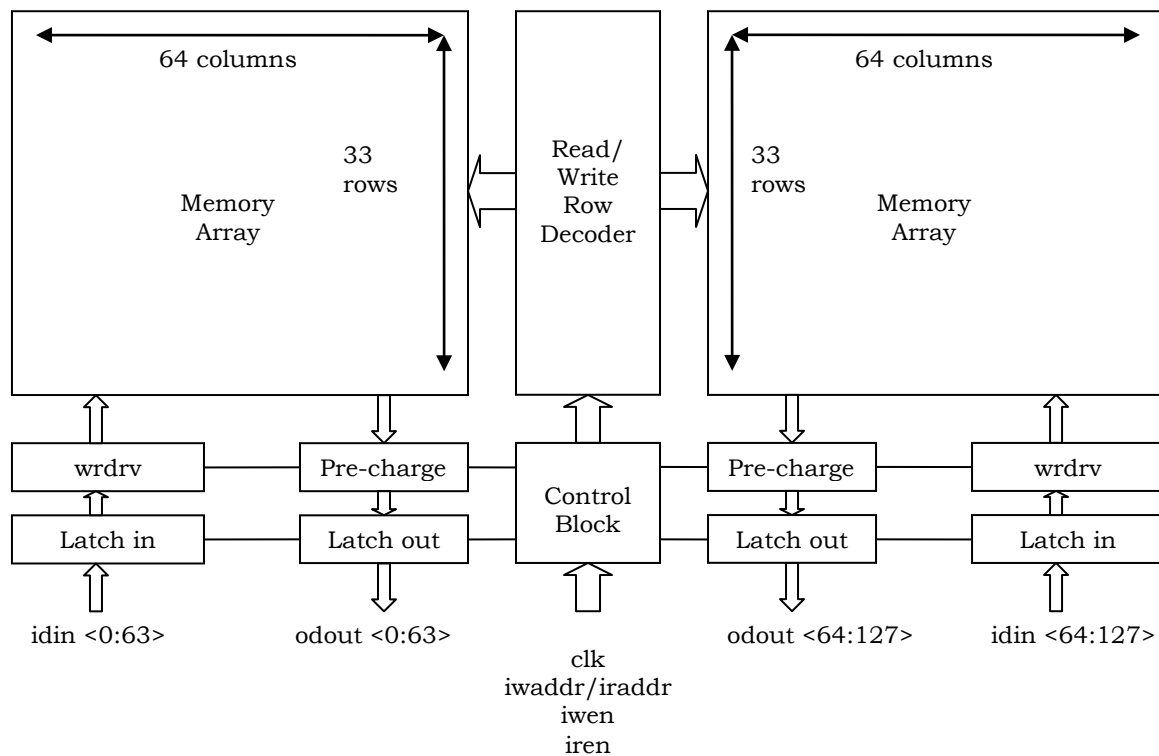 64 columns
64 columns
33
rows
Read/
Write
Row
Decoder
33
rows
Memory
Array
Memory
Array
wrdrv
Pre-charge
Control
Block
Pre-charge
wrdrv
Latch in
Latch out
Latch out
Latch in
idin <0:63>
odout <0:63>
odout <64:127>
idin <64:127>
clk
iwaddr/iraddr
iwen
iren